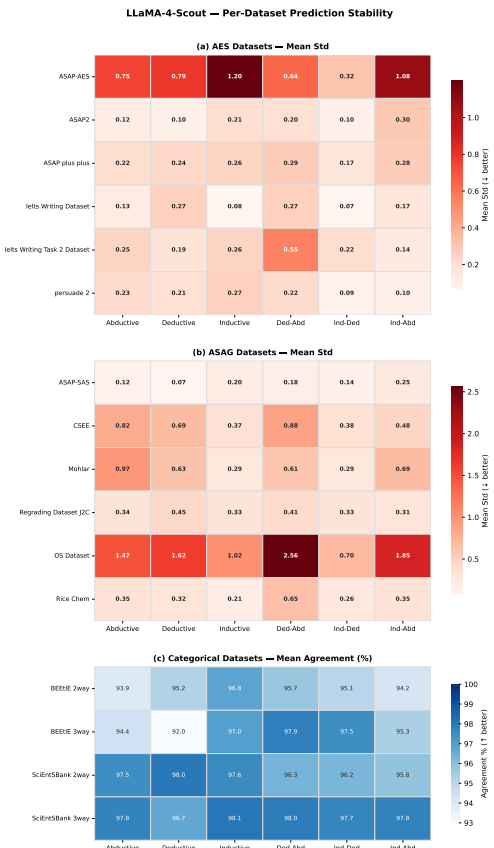 LLaMA-4-Scout — Per-Dataset Prediction Stability
(a) AES Datasets — Mean Std
ASAP-AES 0.75 0.79 1.20 0.64 0.32 1.08
ASAP2 0.12 0.10 0.21 0.20 0.10 0.30
ASAP plus plus 0.22 0.24 0.26 0.29 0.17 0.28
Ielts Writing Dataset 0.13 0.27 0.08 0.27 0.07 0.17
Ielts Writing Task 2 Dataset 0.25 0.19 0.26 0.55 0.22 0.14
persuade 2 0.23 0.21 0.27 0.22 0.09 0.10
Abductive Deductive Inductive Ded-Abd Ind-Ded Ind-Abd
1.0
0.8
0.6
0.4
0.2
Mean Std (↓ better)
(b) ASAG Datasets — Mean Std
ASAP-SAS 0.12 0.07 0.20 0.18 0.14 0.25
CSEE 0.82 0.69 0.37 0.88 0.38 0.48
Mohlar 0.97 0.63 0.29 0.61 0.29 0.69
Regrading Dataset J2C 0.34 0.45 0.33 0.41 0.33 0.31
OS Dataset 1.47 1.62 1.02 2.56 0.70 1.85
Rice Chem 0.35 0.32 0.21 0.65 0.26 0.35
Abductive Deductive Inductive Ded-Abd Ind-Ded Ind-Abd
2.5
2.0
1.5
1.0
0.5
Mean Std (↓ better)
(c) Categorical Datasets — Mean Agreement (%)
BEEtlE 2way 93.9 95.2 96.8 95.7 95.1 94.2
BEEtlE 3way 94.4 92.0 97.0 97.9 97.5 95.3
SciEntSBank 2way 97.5 98.0 97.6 96.3 96.2 95.8
SciEntSBank 3way 97.8 96.7 98.1 98.0 97.7 97.8
Abductive Deductive Inductive Ded-Abd Ind-Ded Ind-Abd
100
99
98
97
96
95
94
93
Agreement % (↑ better)